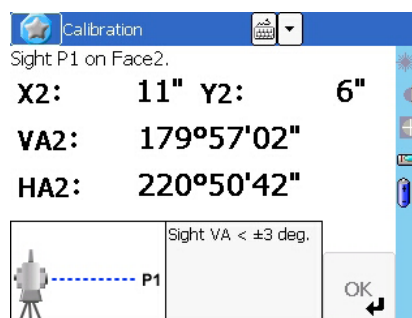 Calibration
Sight P1 on Face2.
X2: 11" Y2: 6"
VA2: 179°57'02"
HA2: 220°50'42"
Sight VA < ±3 deg.
P1
OK